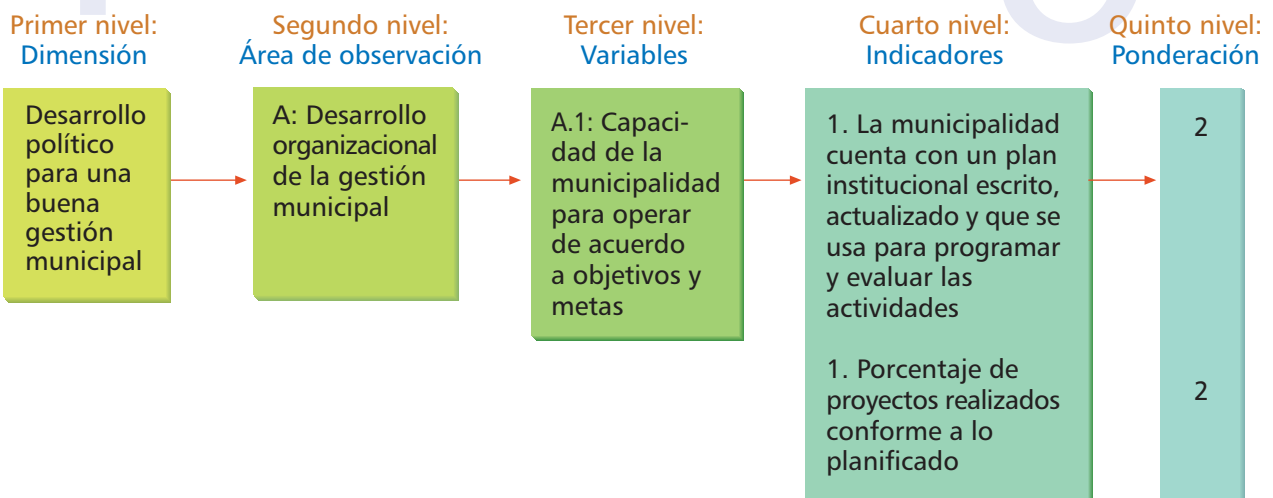 Primer nivel:
Dimensión
Segundo nivel:
Área de observación
Tercer nivel:
Variables
Cuarto nivel:
Indicadores
Quinto nivel:
Ponderación
Desarrollo
político
para una
buena
gestión
municipal
A: Desarrollo
organizacional
de la gestión
municipal
A.1: Capaci-
dad de la
municipalidad
para operar
de acuerdo
a objetivos y
metas
1. La municipalidad
cuenta con un plan
institucional escrito,
actualizado y que se
usa para programar
y evaluar las
actividades
2
1. Porcentaje de
proyectos realizados
conforme a lo
planificado
2